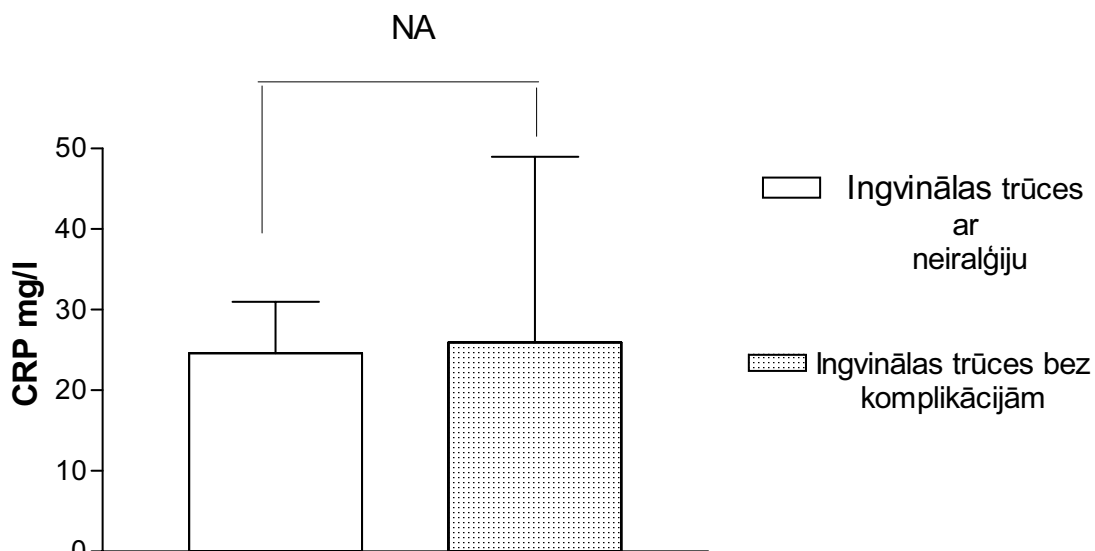 NA
50
40
30
20
10
0
CRP mg/l
Ingvinālas trūces
ar
neiralģiju
Ingvinālas trūces bez
komplikācijām